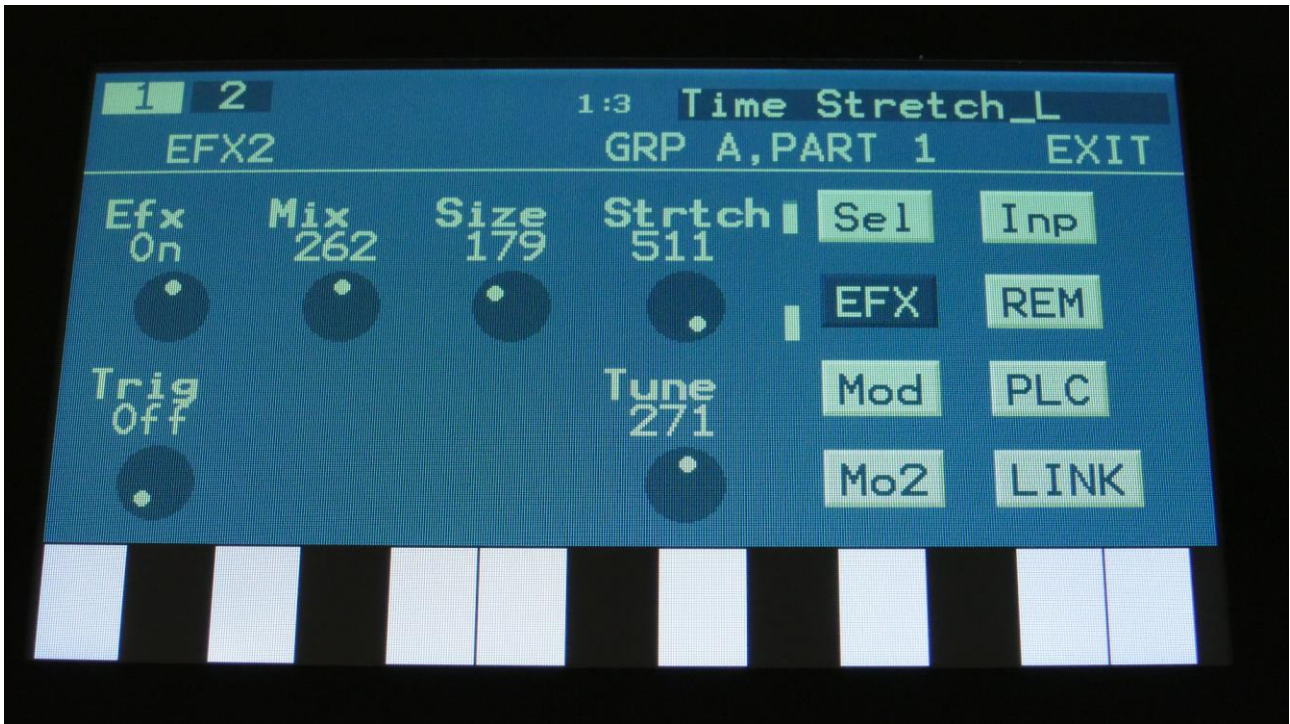 1 2 1:3 Time Stretch_L
EFX2 GRP A,PART 1 EXIT
Efx Mix Size Strtch Sel Inp
On 262 179 511
EFX REM
Trig Tune Mod PLC
Off 271
Mo2 LINK